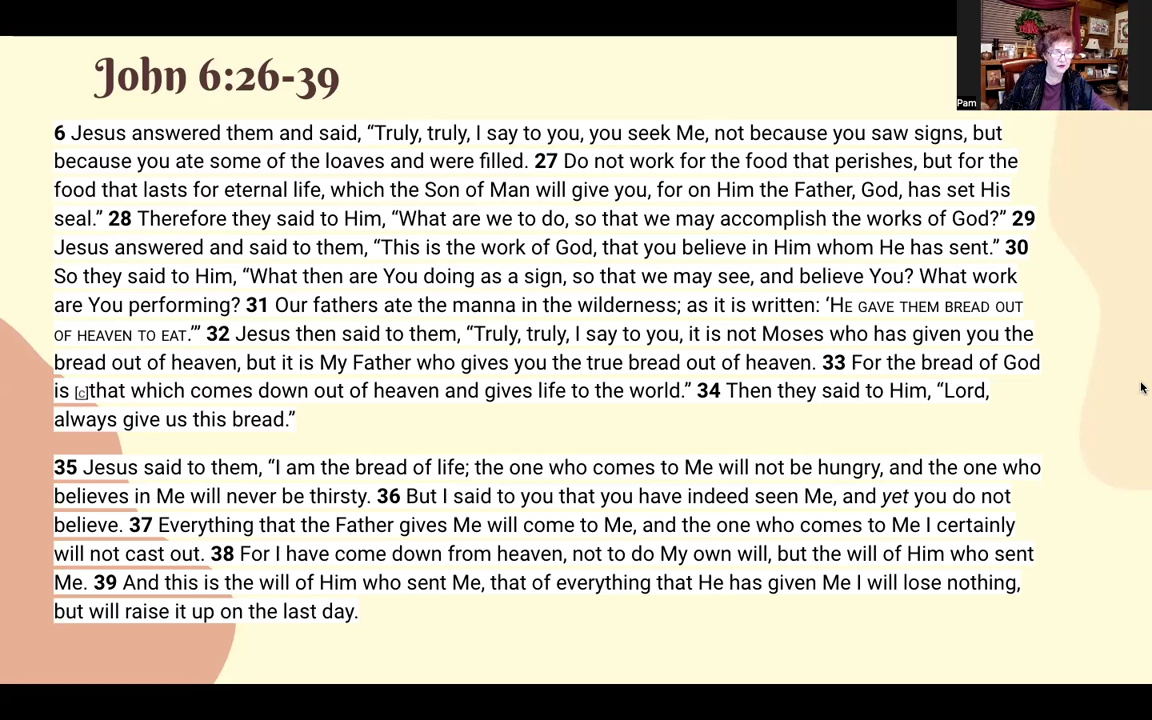 John 6:26-39
Pam
6 Jesus answered them and said, “Truly, truly, I say to you, you seek Me, not because you saw signs, but
because you ate some of the loaves and were filled. 27 Do not work for the food that perishes, but for the
food that lasts for eternal life, which the Son of Man will give you, for on Him the Father, God, has set His
seal.” 28 Therefore they said to Him, “What are we to do, so that we may accomplish the works of God?” 29
Jesus answered and said to them, “This is the work of God, that you believe in Him whom He has sent.” 30
So they said to Him, “What then are You doing as a sign, so that we may see, and believe You? What work
are You performing? 31 Our fathers ate the manna in the wilderness; as it is written: ‘HE GAVE THEM BREAD OUT
OF HEAVEN TO EAT.’” 32 Jesus then said to them, “Truly, truly, I say to you, it is not Moses who has given you the
bread out of heaven, but it is My Father who gives you the true bread out of heaven. 33 For the bread of God
is [c]that which comes down out of heaven and gives life to the world.” 34 Then they said to Him, “Lord,
always give us this bread.”
35 Jesus said to them, “I am the bread of life; the one who comes to Me will not be hungry, and the one who
believes in Me will never be thirsty. 36 But I said to you that you have indeed seen Me, and yet you do not
believe. 37 Everything that the Father gives Me will come to Me, and the one who comes to Me I certainly
will not cast out. 38 For I have come down from heaven, not to do My own will, but the will of Him who sent
Me. 39 And this is the will of Him who sent Me, that of everything that He has given Me I will lose nothing,
but will raise it up on the last day.